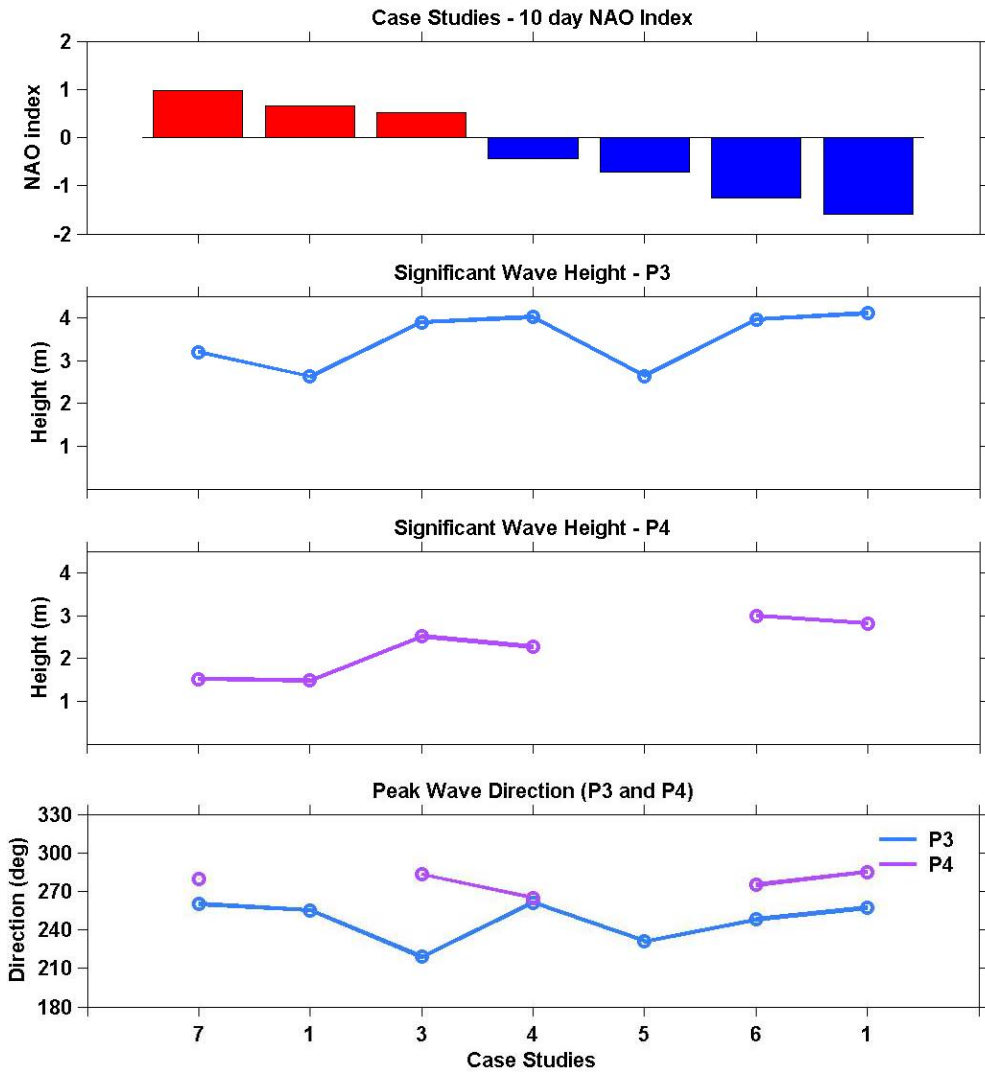 Case Studies - 10 day NAO Index
2
1
0
-1
-2
NAO index
Significant Wave Height - P3
4
3
2
1
Height (m)
Significant Wave Height - P4
4
3
2
1
Height (m)
Peak Wave Direction (P3 and P4)
330
300
270
240
210
180
Direction (deg)
P3
P4
7 1 3 4 5 6 1
Case Studies